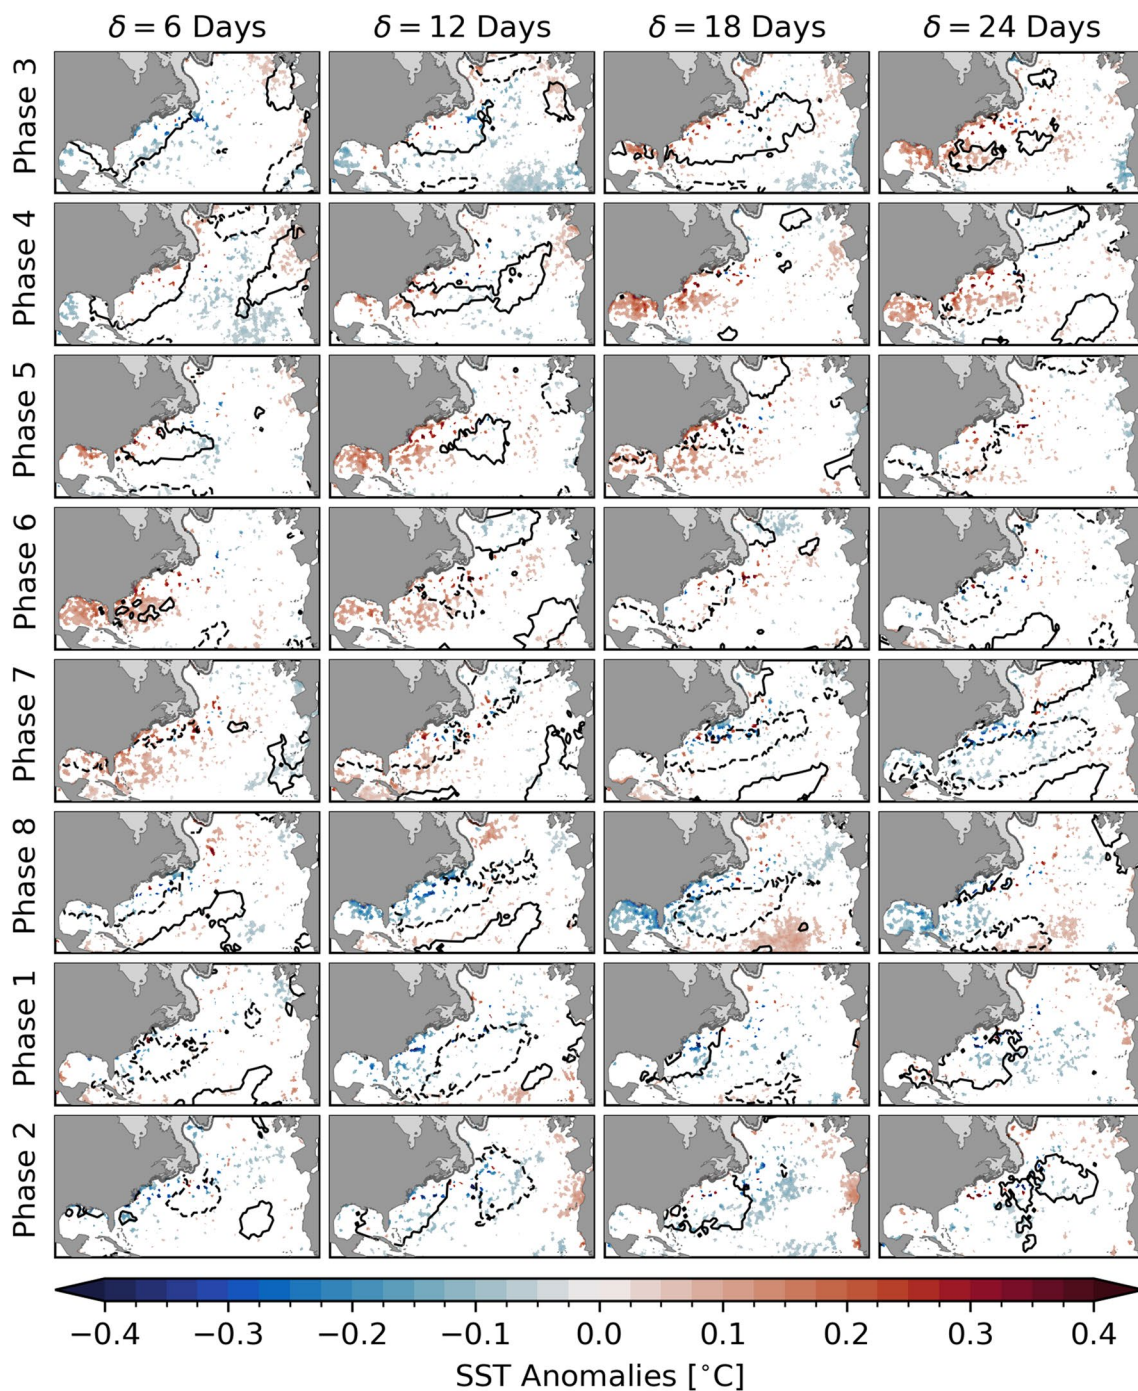 δ = 6 Days δ = 12 Days δ = 18 Days δ = 24 Days
Phase 3
Phase 4
Phase 5
Phase 6
Phase 7
Phase 8
Phase 1
Phase 2
−0.4 −0.3 −0.2 −0.1 0.0 0.1 0.2 0.3 0.4
SST Anomalies [°C]